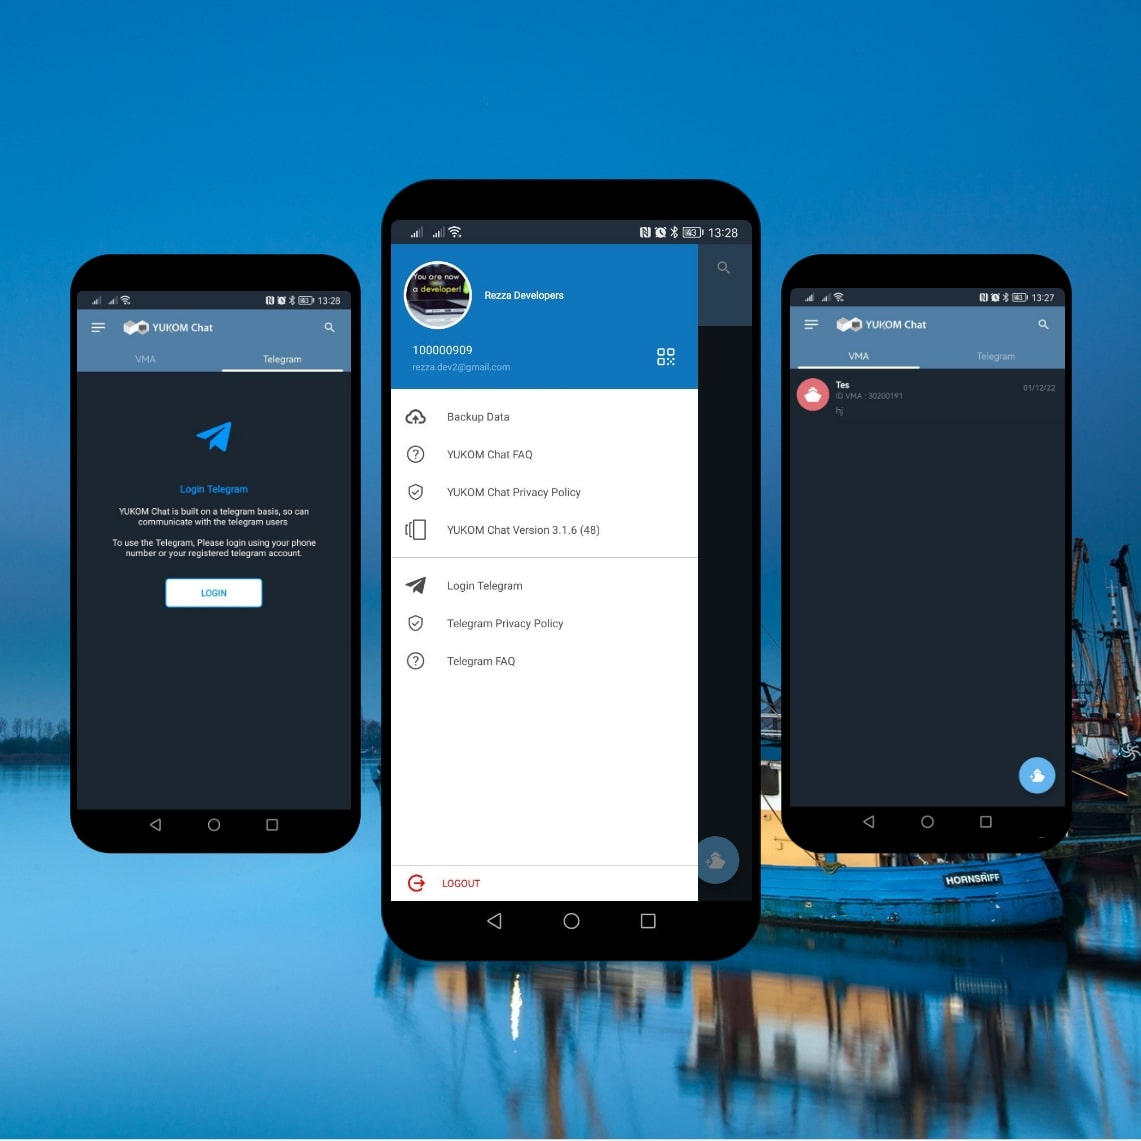 13:28
YUKOM Chat
VMA Telegram
Login Telegram
YUKOM Chat is built on a telegram basis, so can
communicate with the telegram users
To use the Telegram, Please login using your phone
number or your registered telegram account.
LOGIN
43 13:28
You are now
a developer!
Rezza Developers
100000909
rezza.dev2@gmail.com
Backup Data
YUKOM Chat FAQ
YUKOM Chat Privacy Policy
YUKOM Chat Version 3.1.6 (48)
Login Telegram
Telegram Privacy Policy
Telegram FAQ
LOGOUT
13:27
YUKOM Chat
VMA Telegram
Tes
01/12/22
ID VMA : 30200191
hj
HORNSRIFF